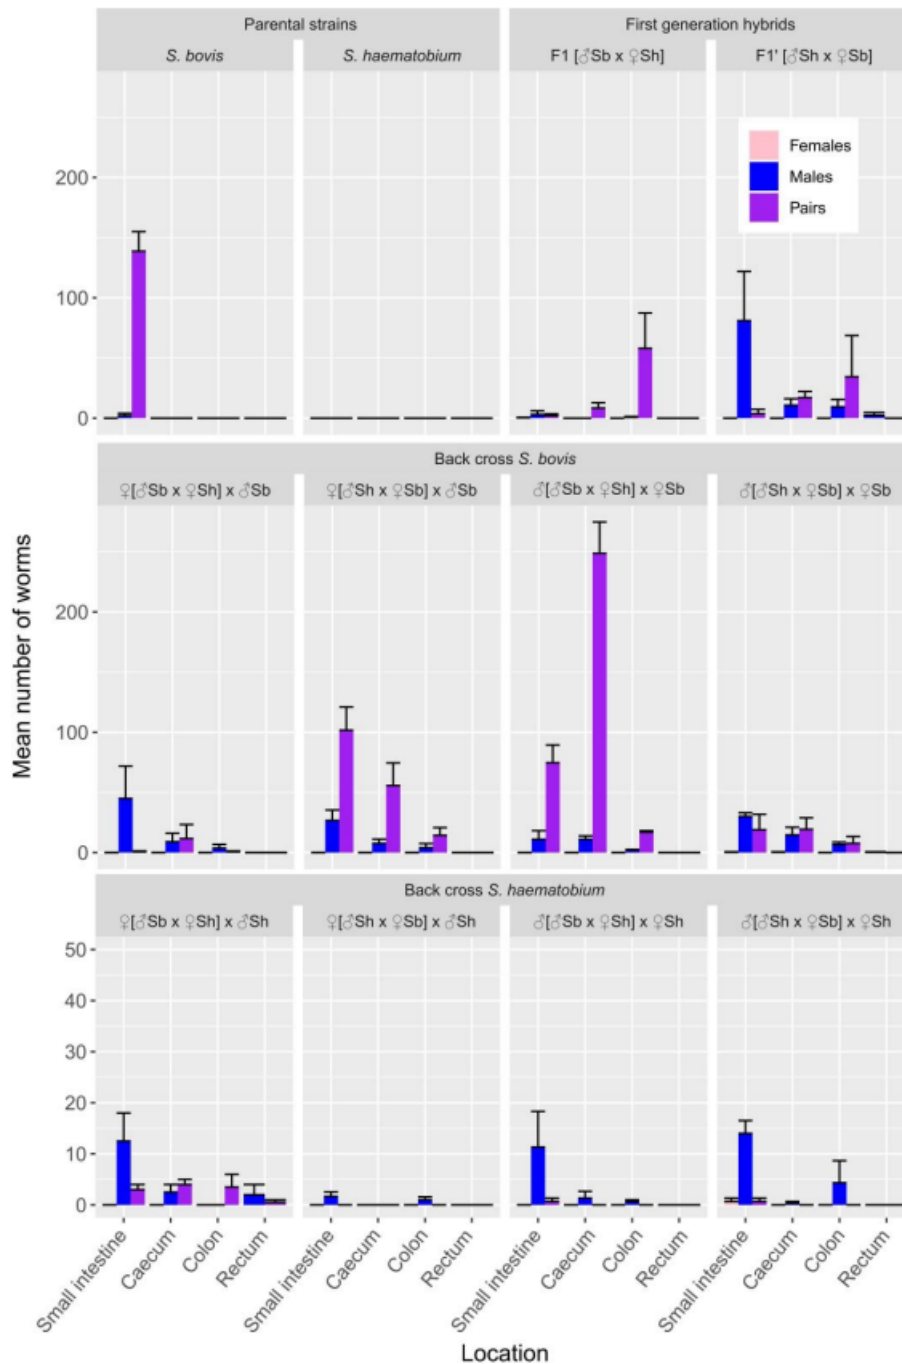 Parental strains
First generation hybrids
S. bovis
S. haematobium
F1 [♂Sb x ♀Sh]
F1' [♂Sh x ♀Sb]
Females
Males
Pairs
200
100
0
Back cross S. bovis
♀[♂Sb x ♀Sh] x ♂Sb
♀[♂Sh x ♀Sb] x ♂Sb
♂[♂Sb x ♀Sh] x ♀Sb
♂[♂Sh x ♀Sb] x ♀Sb
200
100
0
Mean number of worms
Back cross S. haematobium
♀[♂Sb x ♀Sh] x ♂Sh
♀[♂Sh x ♀Sb] x ♂Sh
♂[♂Sb x ♀Sh] x ♀Sh
♂[♂Sh x ♀Sb] x ♀Sh
50
40
30
20
10
0
Small intestine
Caecum
Colon
Rectum
Small intestine
Caecum
Colon
Rectum
Small intestine
Caecum
Colon
Rectum
Small intestine
Caecum
Colon
Rectum
Location